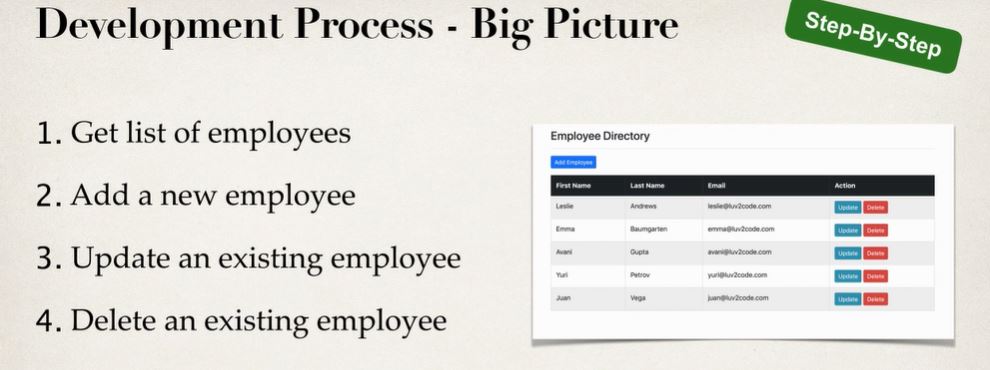 Development Process - Big Picture
Step-By-Step
1. Get list of employees
2. Add a new employee
3. Update an existing employee
4. Delete an existing employee
Employee Directory
Add Employee
First Name Last Name Email Action
Leslie Andrews leslie@luv2code.com Update Delete
Emma Baumgarten emma@luv2code.com Update Delete
Avani Gupta avani@luv2code.com Update Delete
Yuri Petrov yuri@luv2code.com Update Delete
Juan Vega juan@luv2code.com Update Delete